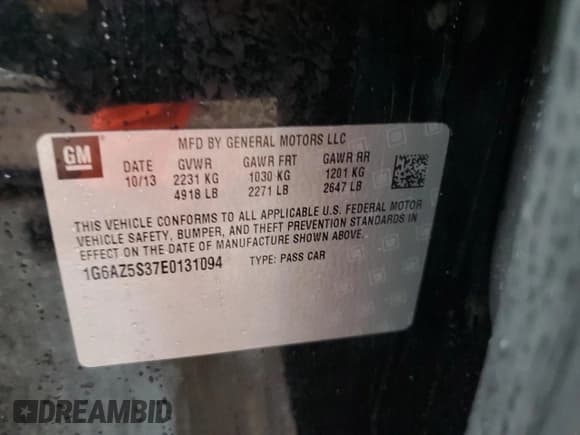 GM
MFD BY GENERAL MOTORS LLC
DATE GVWR GAWR FRT GAWR RR
10/13 2231 KG 1030 KG 1201 KG
4918 LB 2271 LB 2647 LB
THIS VEHICLE CONFORMS TO ALL APPLICABLE U.S. FEDERAL MOTOR
VEHICLE SAFETY, BUMPER, AND THEFT PREVENTION STANDARDS IN
EFFECT ON THE DATE OF MANUFACTURE SHOWN ABOVE.
1G6AZ5S37E0131094 TYPE: PASS CAR
DREAMBID